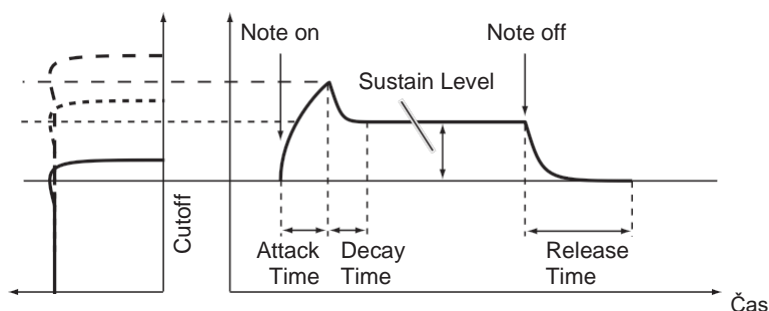 Note on
Note off
Sustain Level
Cutoff
Attack
Time
Decay
Time
Release
Time
Čas